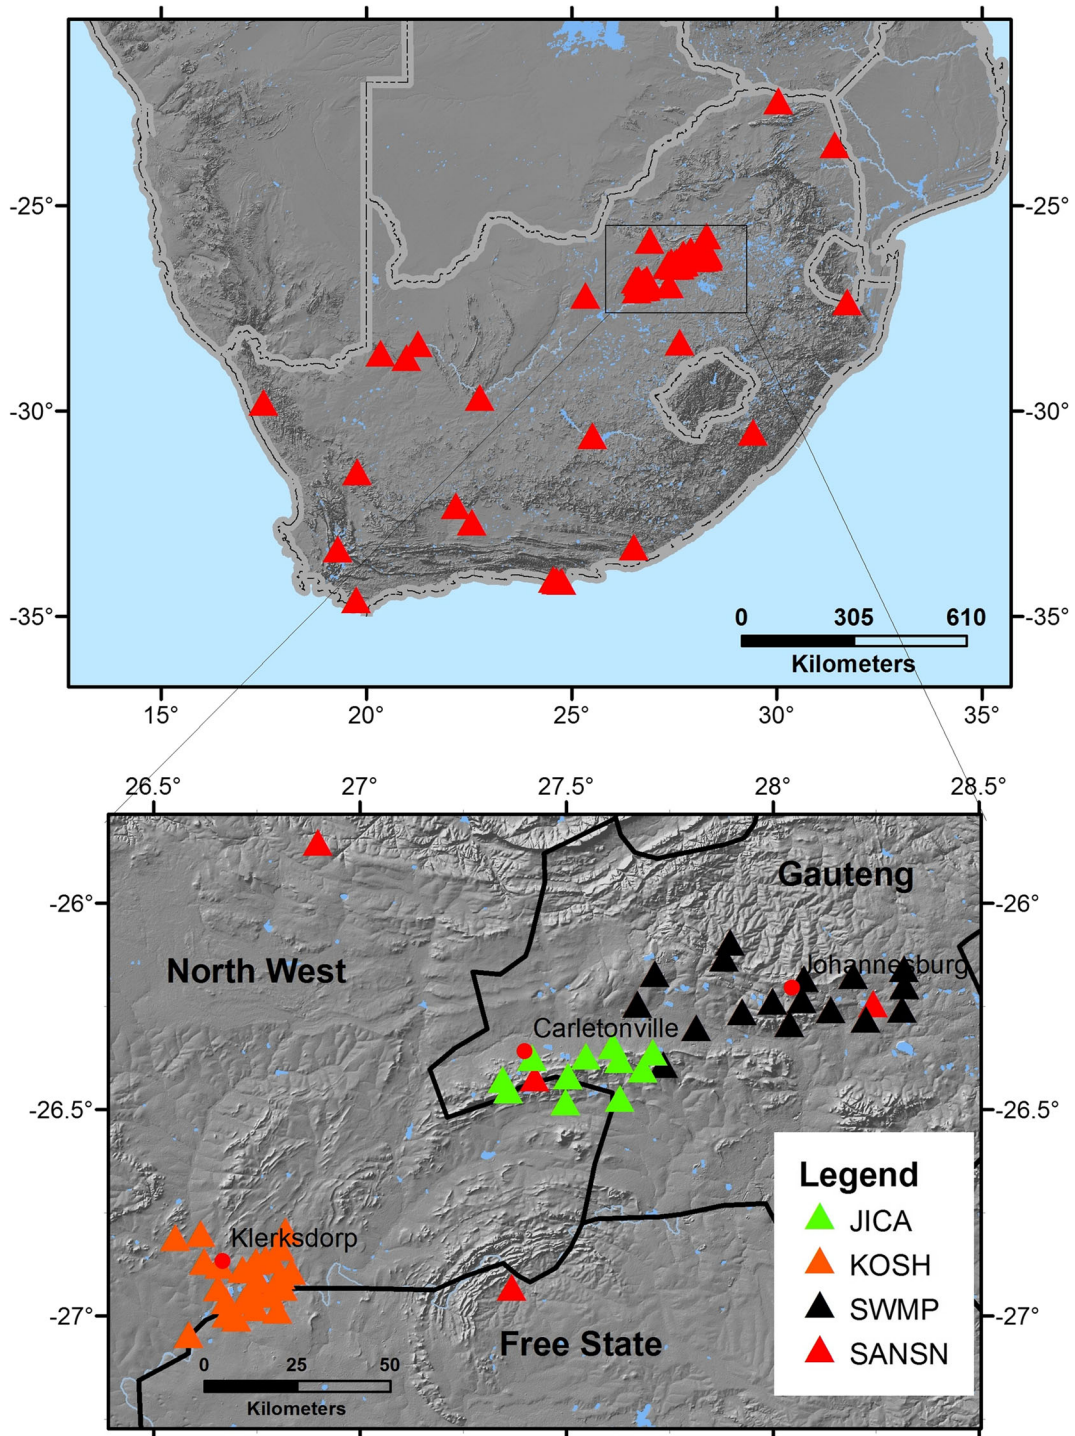 -25°
-25°
-30°
-30°
-35°
-35°
0 305 610
Kilometers
15° 20° 25° 30° 35°
26.5° 27° 27.5° 28° 28.5°
Gauteng
-26°
-26°
North West
Johannesburg
Carletonville
-26.5°
-26.5°
Legend
JICA
KOSH
SWMP
SANSN
Klerksdorp
-27°
-27°
Free State
0 25 50
Kilometers